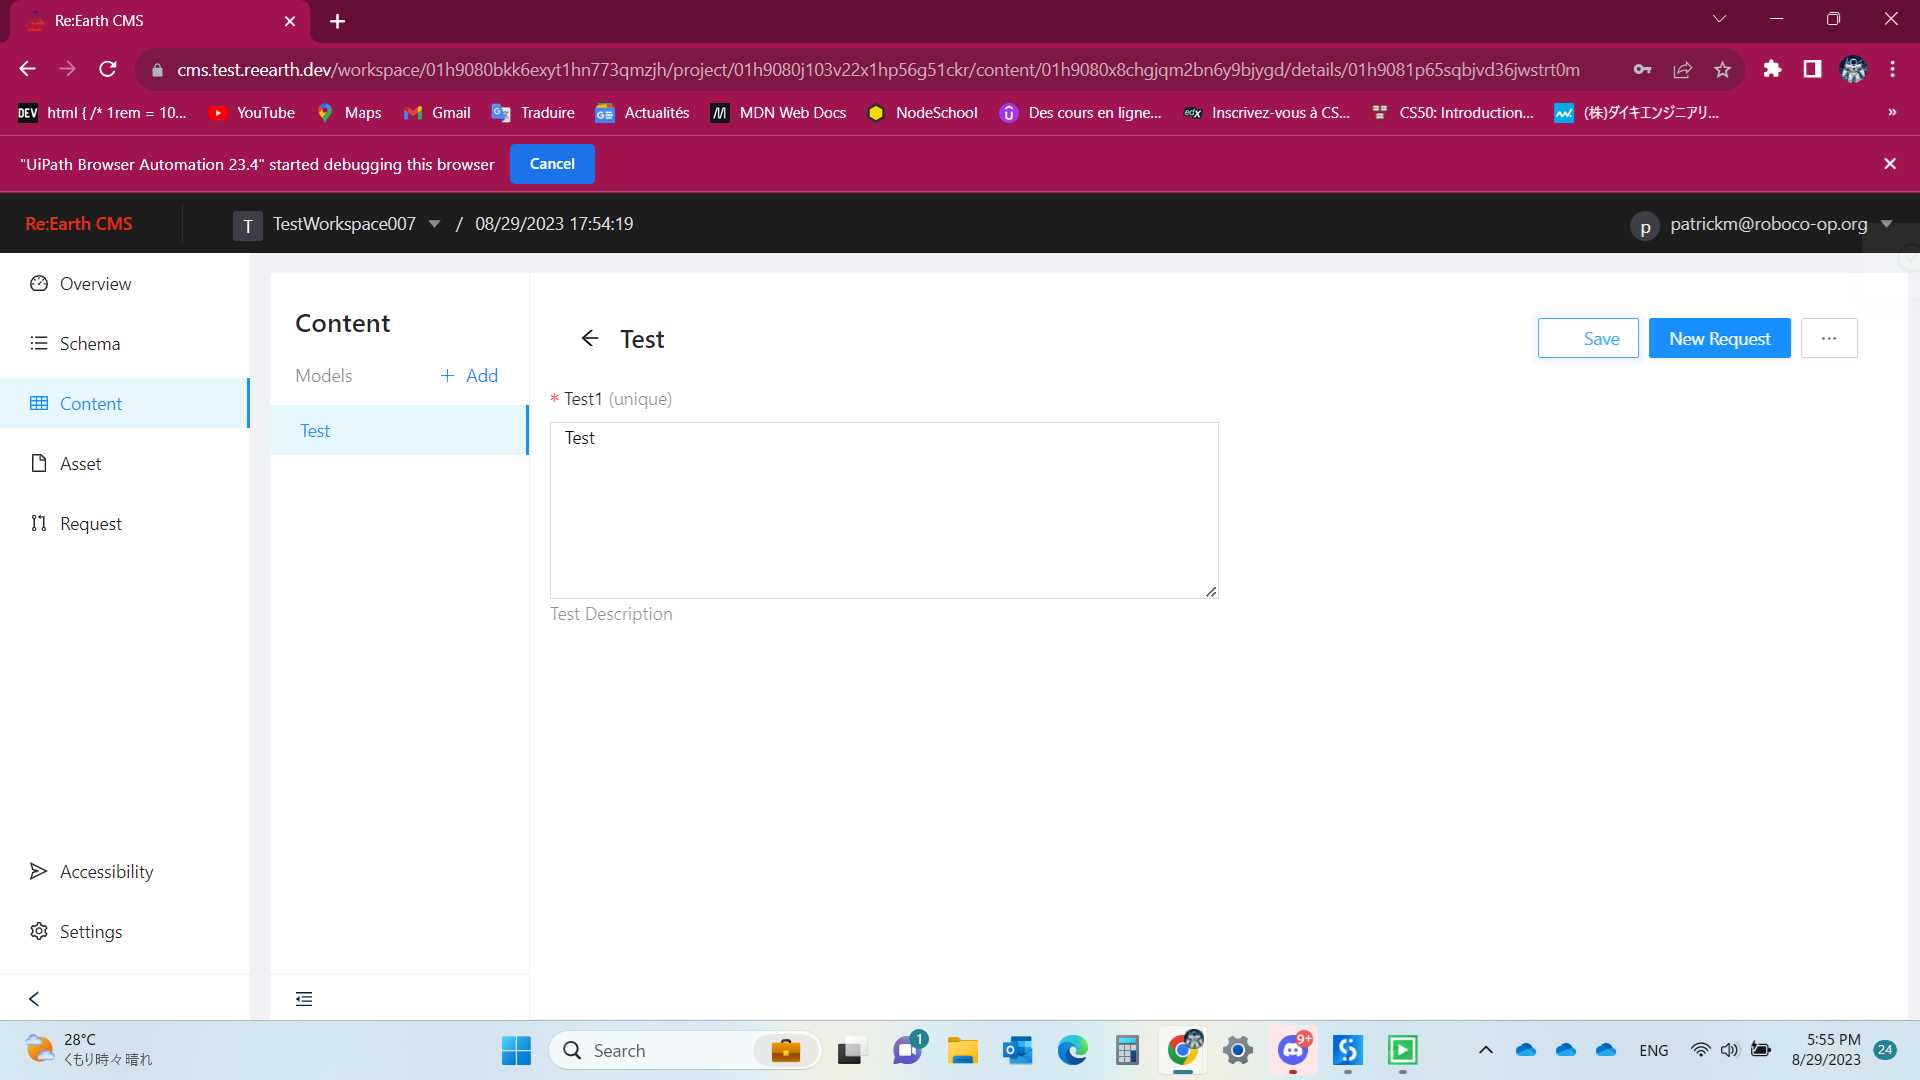 Re:Earth CMS
cms.test.reearth.dev/workspace/01h9080bkk6exyt1hn773qmzjh/project/01h9080j103v22x1hp56g51ckr/content/01h9080x8chgjqm2bn6y9bjygd/details/01h9081p65sqbjvd36jwstrt0m
DEV html { /* 1rem = 10... YouTube Maps Gmail Traduire Actualités MDN Web Docs NodeSchool Des cours en ligne... edX Inscrivez-vous à CS... CS50: Introduction... (株)ダイキエンジニアリ... »
"UiPath Browser Automation 23.4" started debugging this browser Cancel
Re:Earth CMS T TestWorkspace007 / 08/29/2023 17:54:19 p patrickm@roboco-op.org
Overview
Schema
Content
Asset
Request
Accessibility
Settings
Content
Models + Add
Test
Test
Save New Request ...
* Test1 (unique)
Test
Test Description
28°C
くもり時々晴れ
Search
1
9+
ENG
5:55 PM
8/29/2023
24